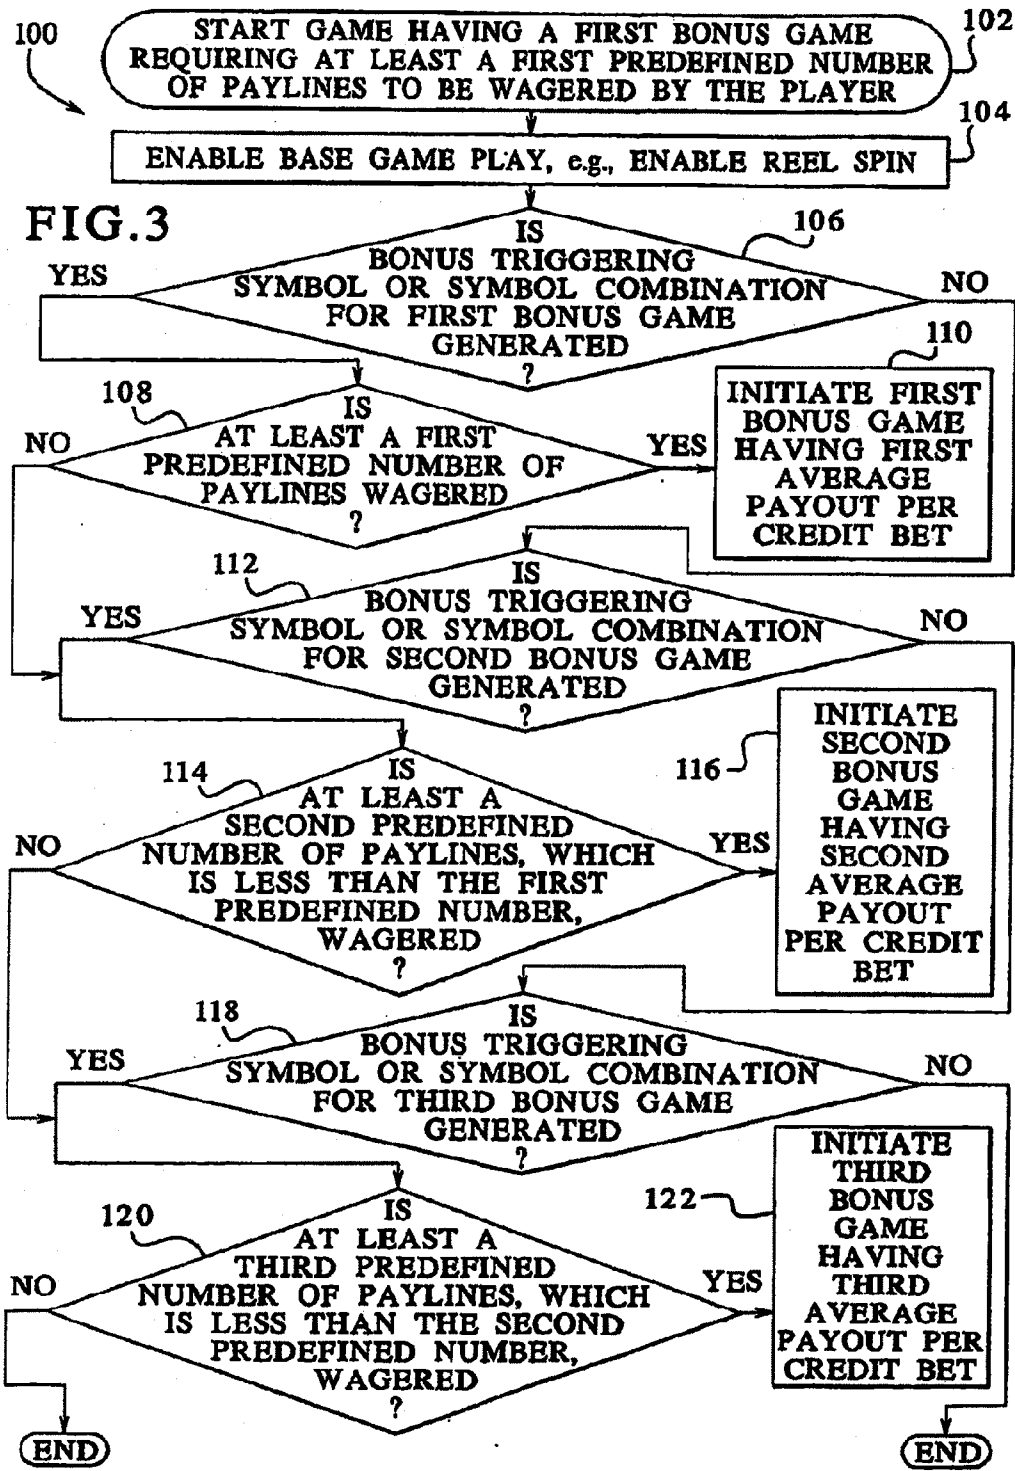 100
START GAME HAVING A FIRST BONUS GAME
REQUIRING AT LEAST A FIRST PREDEFINED NUMBER
OF PAYLINES TO BE WAGERED BY THE PLAYER
102
104
ENABLE BASE GAME PLAY, e.g., ENABLE REEL SPIN
FIG.3
106
IS
BONUS TRIGGERING
SYMBOL OR SYMBOL COMBINATION
FOR FIRST BONUS GAME
GENERATED
?
YES
NO
108
IS
AT LEAST A FIRST
PREDEFINED NUMBER OF
PAYLINES WAGERED
?
NO
YES
110
INITIATE FIRST
BONUS GAME
HAVING FIRST
AVERAGE
PAYOUT PER
CREDIT BET
112
IS
BONUS TRIGGERING
SYMBOL OR SYMBOL COMBINATION
FOR SECOND BONUS GAME
GENERATED
?
YES
NO
114
IS
AT LEAST A
SECOND PREDEFINED
NUMBER OF PAYLINES, WHICH
IS LESS THAN THE FIRST
PREDEFINED NUMBER,
WAGERED
?
NO
YES
116
INITIATE
SECOND
BONUS
GAME
HAVING
SECOND
AVERAGE
PAYOUT
PER CREDIT
BET
118
IS
BONUS TRIGGERING
SYMBOL OR SYMBOL COMBINATION
FOR THIRD BONUS GAME
GENERATED
?
YES
NO
120
IS
AT LEAST A
THIRD PREDEFINED
NUMBER OF PAYLINES, WHICH
IS LESS THAN THE SECOND
PREDEFINED NUMBER,
WAGERED
?
NO
YES
122
INITIATE
THIRD
BONUS
GAME
HAVING
THIRD
AVERAGE
PAYOUT PER
CREDIT BET
END
END